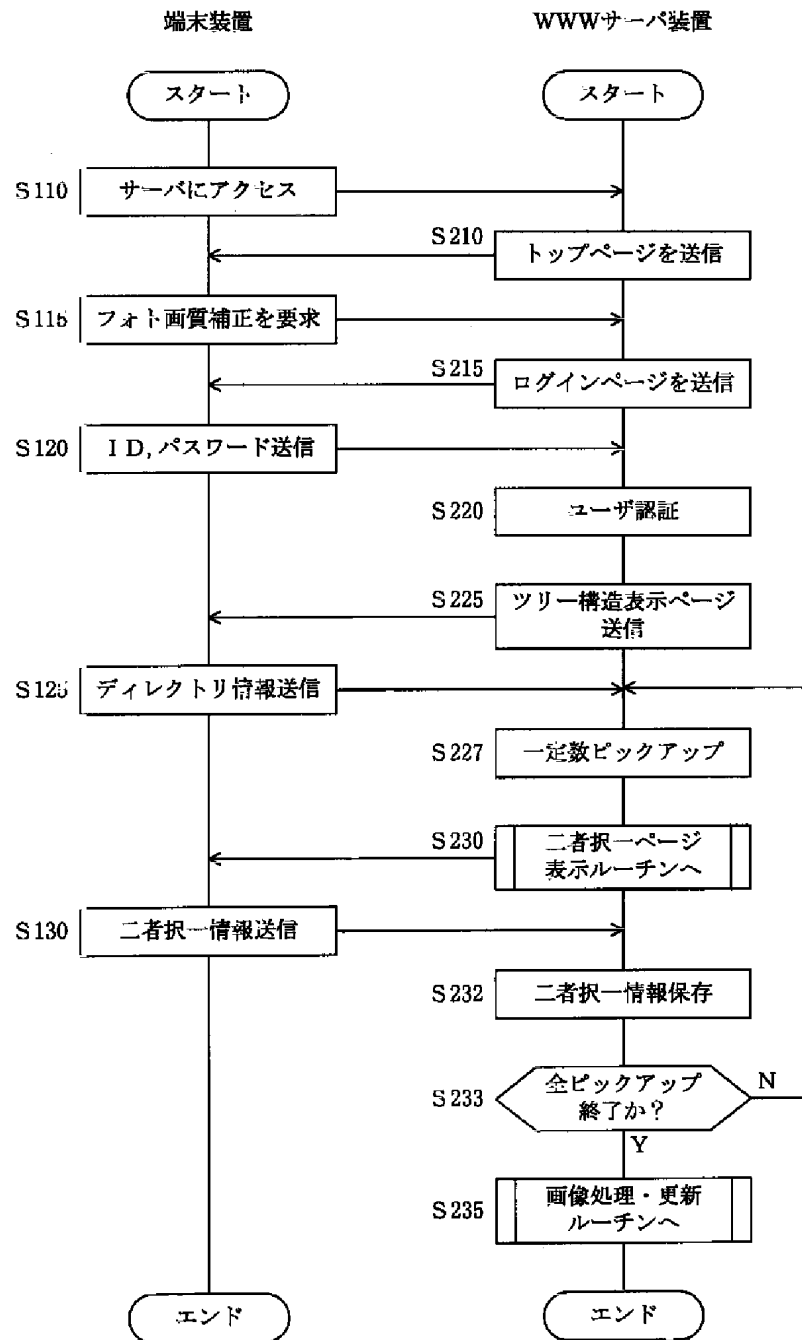 端末装置
WWWサーバ装置
スタート
スタート
S110
サーバにアクセス
S210
トップページを送信
S115
フォト画質補正を要求
S215
ログインページを送信
S120
ID,パスワード送信
S220
ユーザ認証
S225
ツリー構造表示ページ
送信
S125
ディレクトリ情報送信
S227
一定数ピックアップ
S230
二者択一ページ
表示ルーチンへ
S130
二者択一情報送信
S232
二者択一情報保存
S233
全ピックアップ
終了か?
N
Y
S235
画像処理・更新
ルーチンへ
エンド
エンド